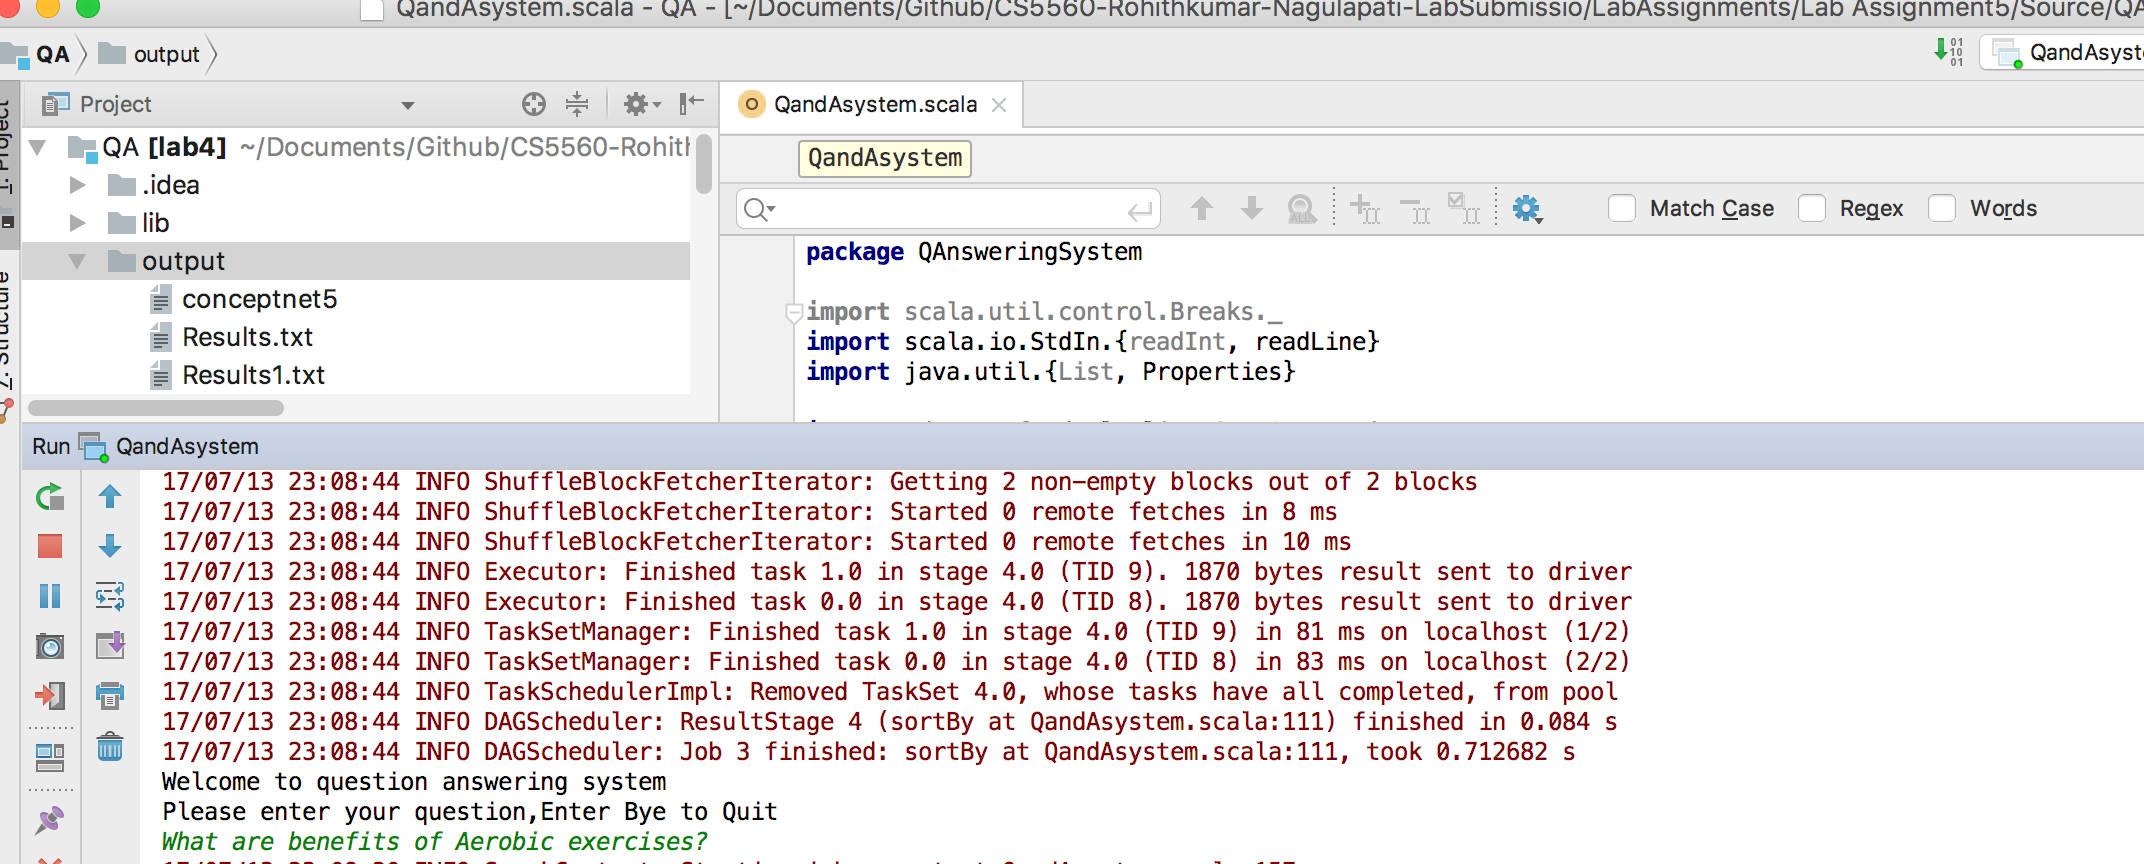 QandAsystem.scala - QA - [~/Documents/Github/CS5560-Rohithkumar-Nagulapati-LabSubmissio/LabAssignments/Lab Assignment5/Source/QA
QA output
QandAsyst
1: Project
Project
QandAsystem.scala
QA [lab4] ~/Documents/Github/CS5560-Rohith
QandAsystem
.idea
lib
Match Case Regex Words
output
package QAnsweringSystem
7: Structure
conceptnet5
import scala.util.control.Breaks._
Results.txt
import scala.io.StdIn.{readInt, readLine}
Results1.txt
import java.util.{List, Properties}
Run QandAsystem
17/07/13 23:08:44 INFO ShuffleBlockFetcherIterator: Getting 2 non-empty blocks out of 2 blocks
17/07/13 23:08:44 INFO ShuffleBlockFetcherIterator: Started 0 remote fetches in 8 ms
17/07/13 23:08:44 INFO ShuffleBlockFetcherIterator: Started 0 remote fetches in 10 ms
17/07/13 23:08:44 INFO Executor: Finished task 1.0 in stage 4.0 (TID 9). 1870 bytes result sent to driver
17/07/13 23:08:44 INFO Executor: Finished task 0.0 in stage 4.0 (TID 8). 1870 bytes result sent to driver
17/07/13 23:08:44 INFO TaskSetManager: Finished task 1.0 in stage 4.0 (TID 9) in 81 ms on localhost (1/2)
17/07/13 23:08:44 INFO TaskSetManager: Finished task 0.0 in stage 4.0 (TID 8) in 83 ms on localhost (2/2)
17/07/13 23:08:44 INFO TaskSchedulerImpl: Removed TaskSet 4.0, whose tasks have all completed, from pool
17/07/13 23:08:44 INFO DAGScheduler: ResultStage 4 (sortBy at QandAsystem.scala:111) finished in 0.084 s
17/07/13 23:08:44 INFO DAGScheduler: Job 3 finished: sortBy at QandAsystem.scala:111, took 0.712682 s
Welcome to question answering system
Please enter your question,Enter Bye to Quit
What are benefits of Aerobic exercises?